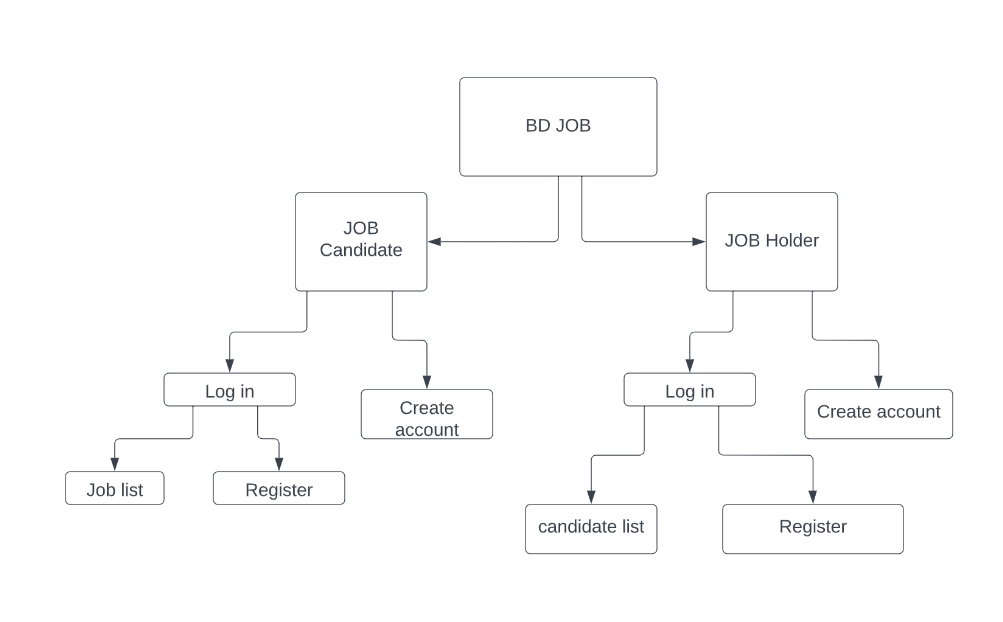 BD JOB
JOB
Candidate
JOB Holder
Log in
Create
account
Log in
Create account
Job list
Register
candidate list
Register